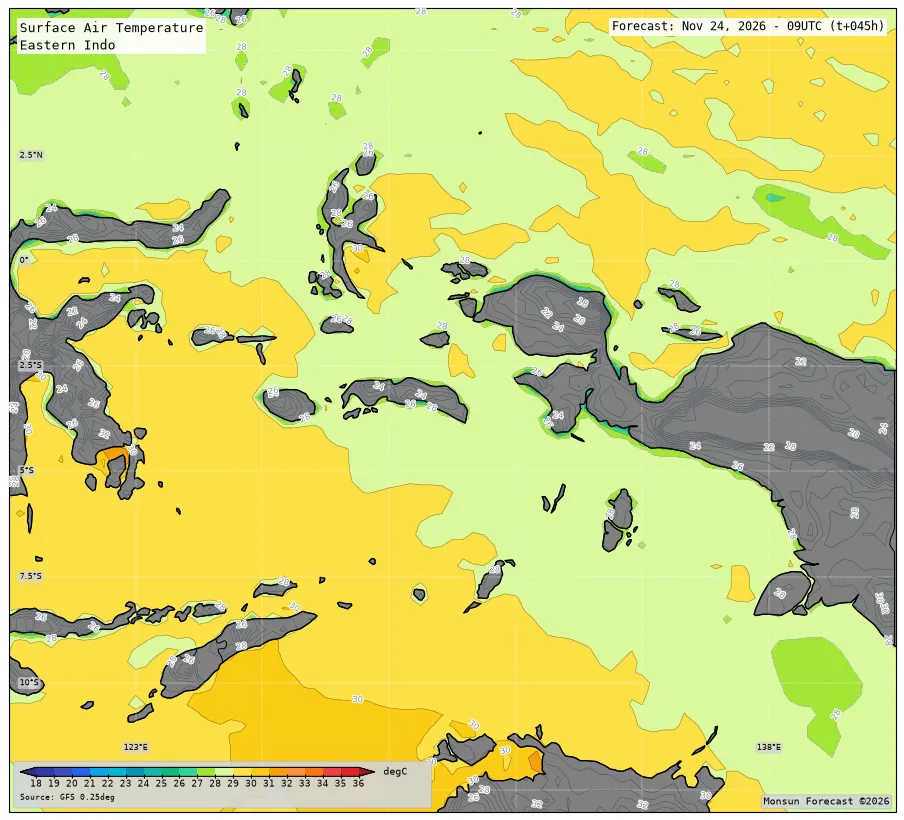 Surface Air Temperature
Eastern Indo
Forecast: Nov 24, 2026 - 09UTC (t+045h)
2.5°N
0°
2.5°S
5°S
7.5°S
10°S
123°E
138°E
degC
18 19 20 21 22 23 24 25 26 27 28 29 30 31 32 33 34 35 36
Source: GFS 0.25deg
Monsun Forecast ©2026